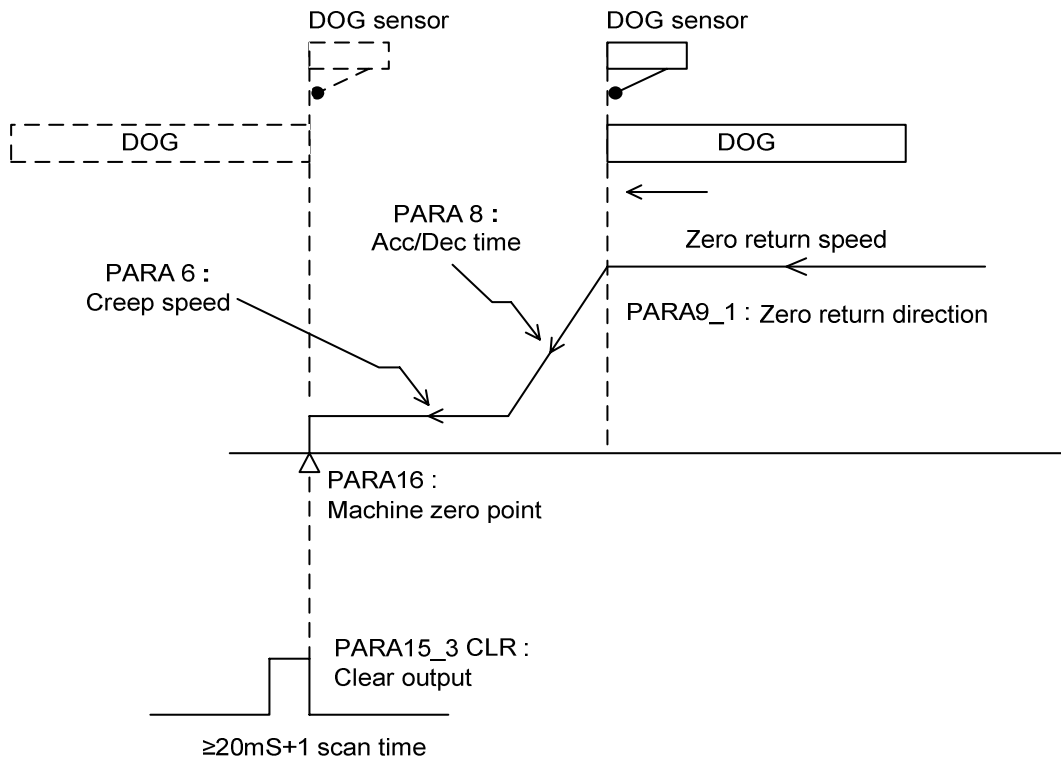 DOG sensor
DOG sensor
DOG
DOG
PARA 8 :
Acc/Dec time
Zero return speed
PARA 6 :
Creep speed
PARA9_1 : Zero return direction
PARA16 :
Machine zero point
PARA15_3 CLR :
Clear output
≥20mS+1 scan time